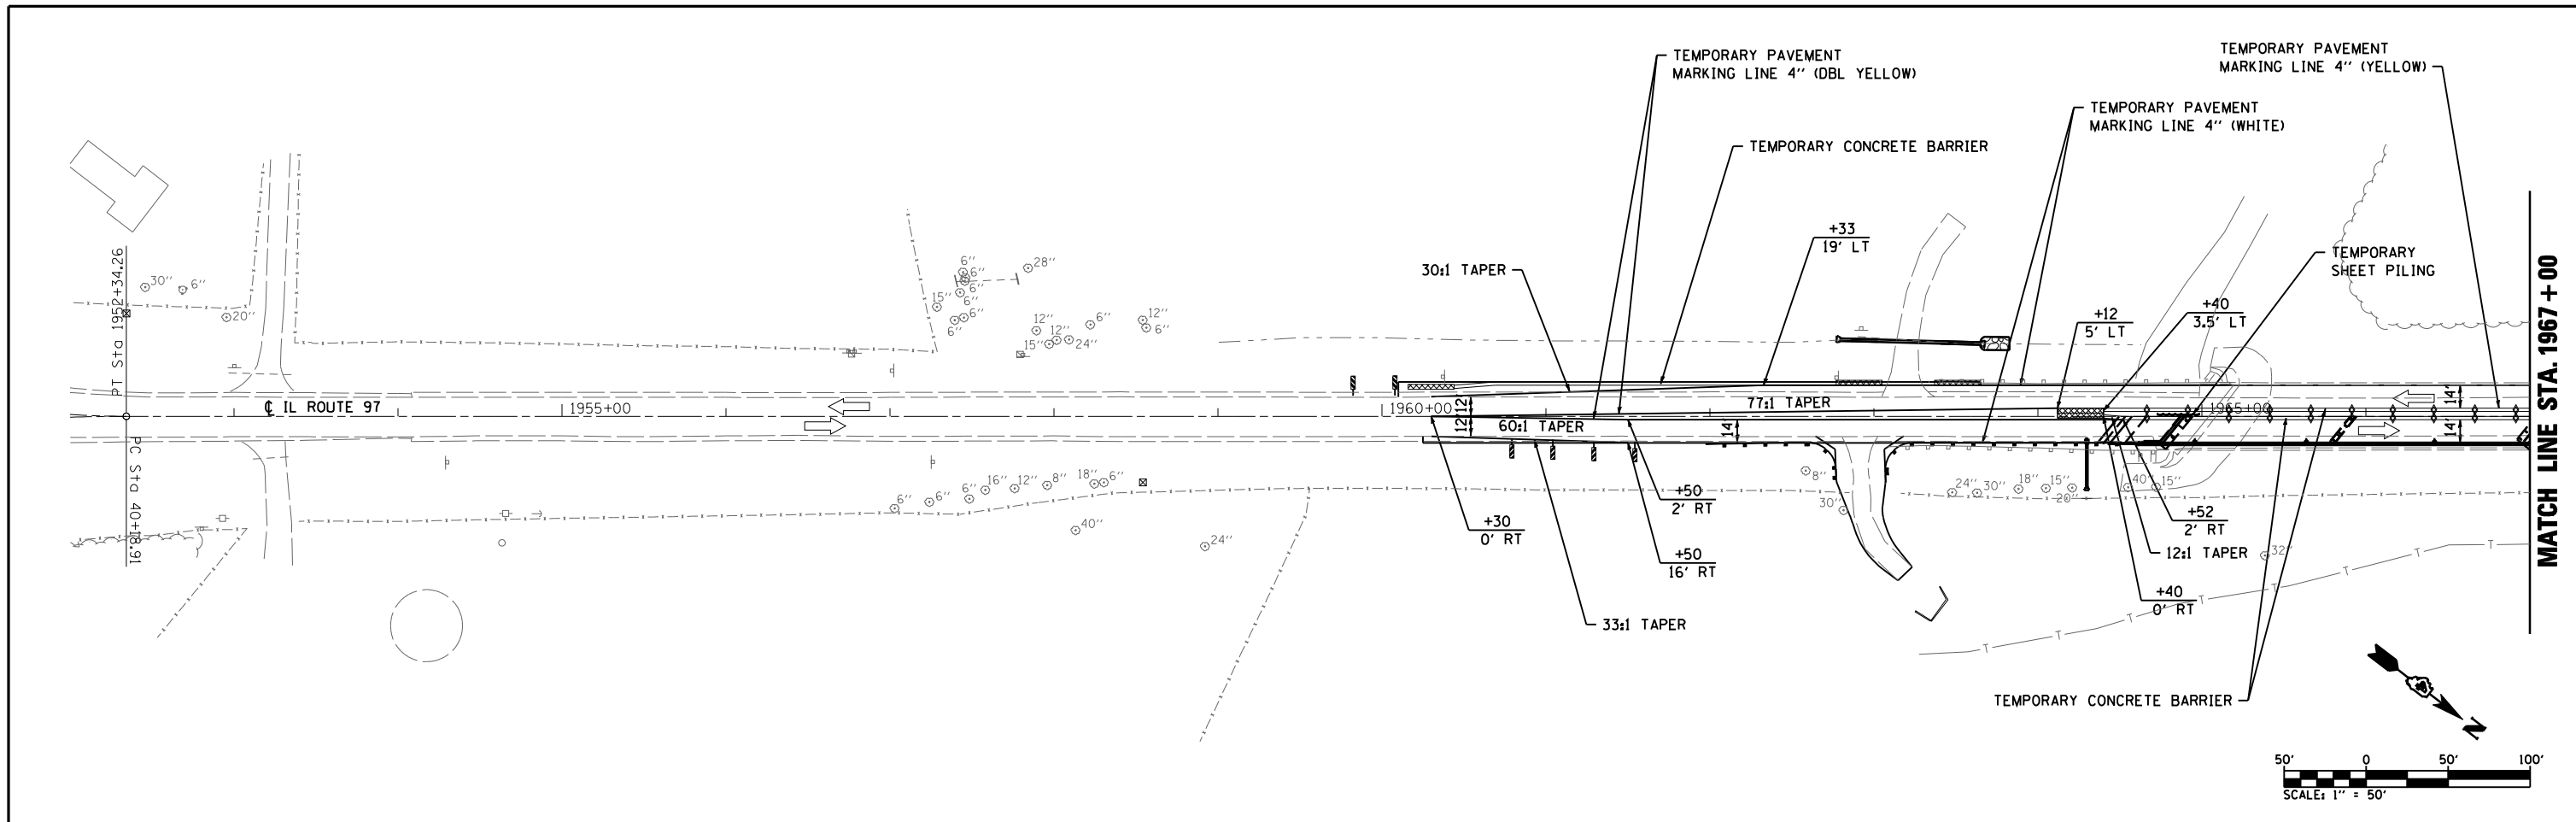 TEMPORARY PAVEMENT
MARKING LINE 4'' (DBL YELLOW)
TEMPORARY PAVEMENT
MARKING LINE 4'' (YELLOW)
TEMPORARY PAVEMENT
MARKING LINE 4'' (WHITE)
TEMPORARY CONCRETE BARRIER
30:1 TAPER
+33
19' LT
TEMPORARY
SHEET PILING
+12
5' LT
+40
3.5' LT
MATCH LINE STA. 1967+00
PT Sta 1952+34.26
PC Sta 40+18.91
30''
6''
20''
6''
6''
6''
15''
6''
6''
6''
28''
12''
12''
15''
24''
6''
12''
6''
℄ IL ROUTE 97
1955+00
1960+00
1965+00
12'
12'
77:1 TAPER
60:1 TAPER
14'
14'
14'
6''
6''
6''
16''
12''
8''
18''
6''
40''
24''
8''
30''
24''
30''
18''
15''
20''
40''
15''
32''
+30
0' RT
+50
2' RT
+50
16' RT
33:1 TAPER
+52
2' RT
12:1 TAPER
+40
0' RT
T
T
T
T
T
T
T
TEMPORARY CONCRETE BARRIER
N
50'
0
50'
100'
SCALE: 1'' = 50'